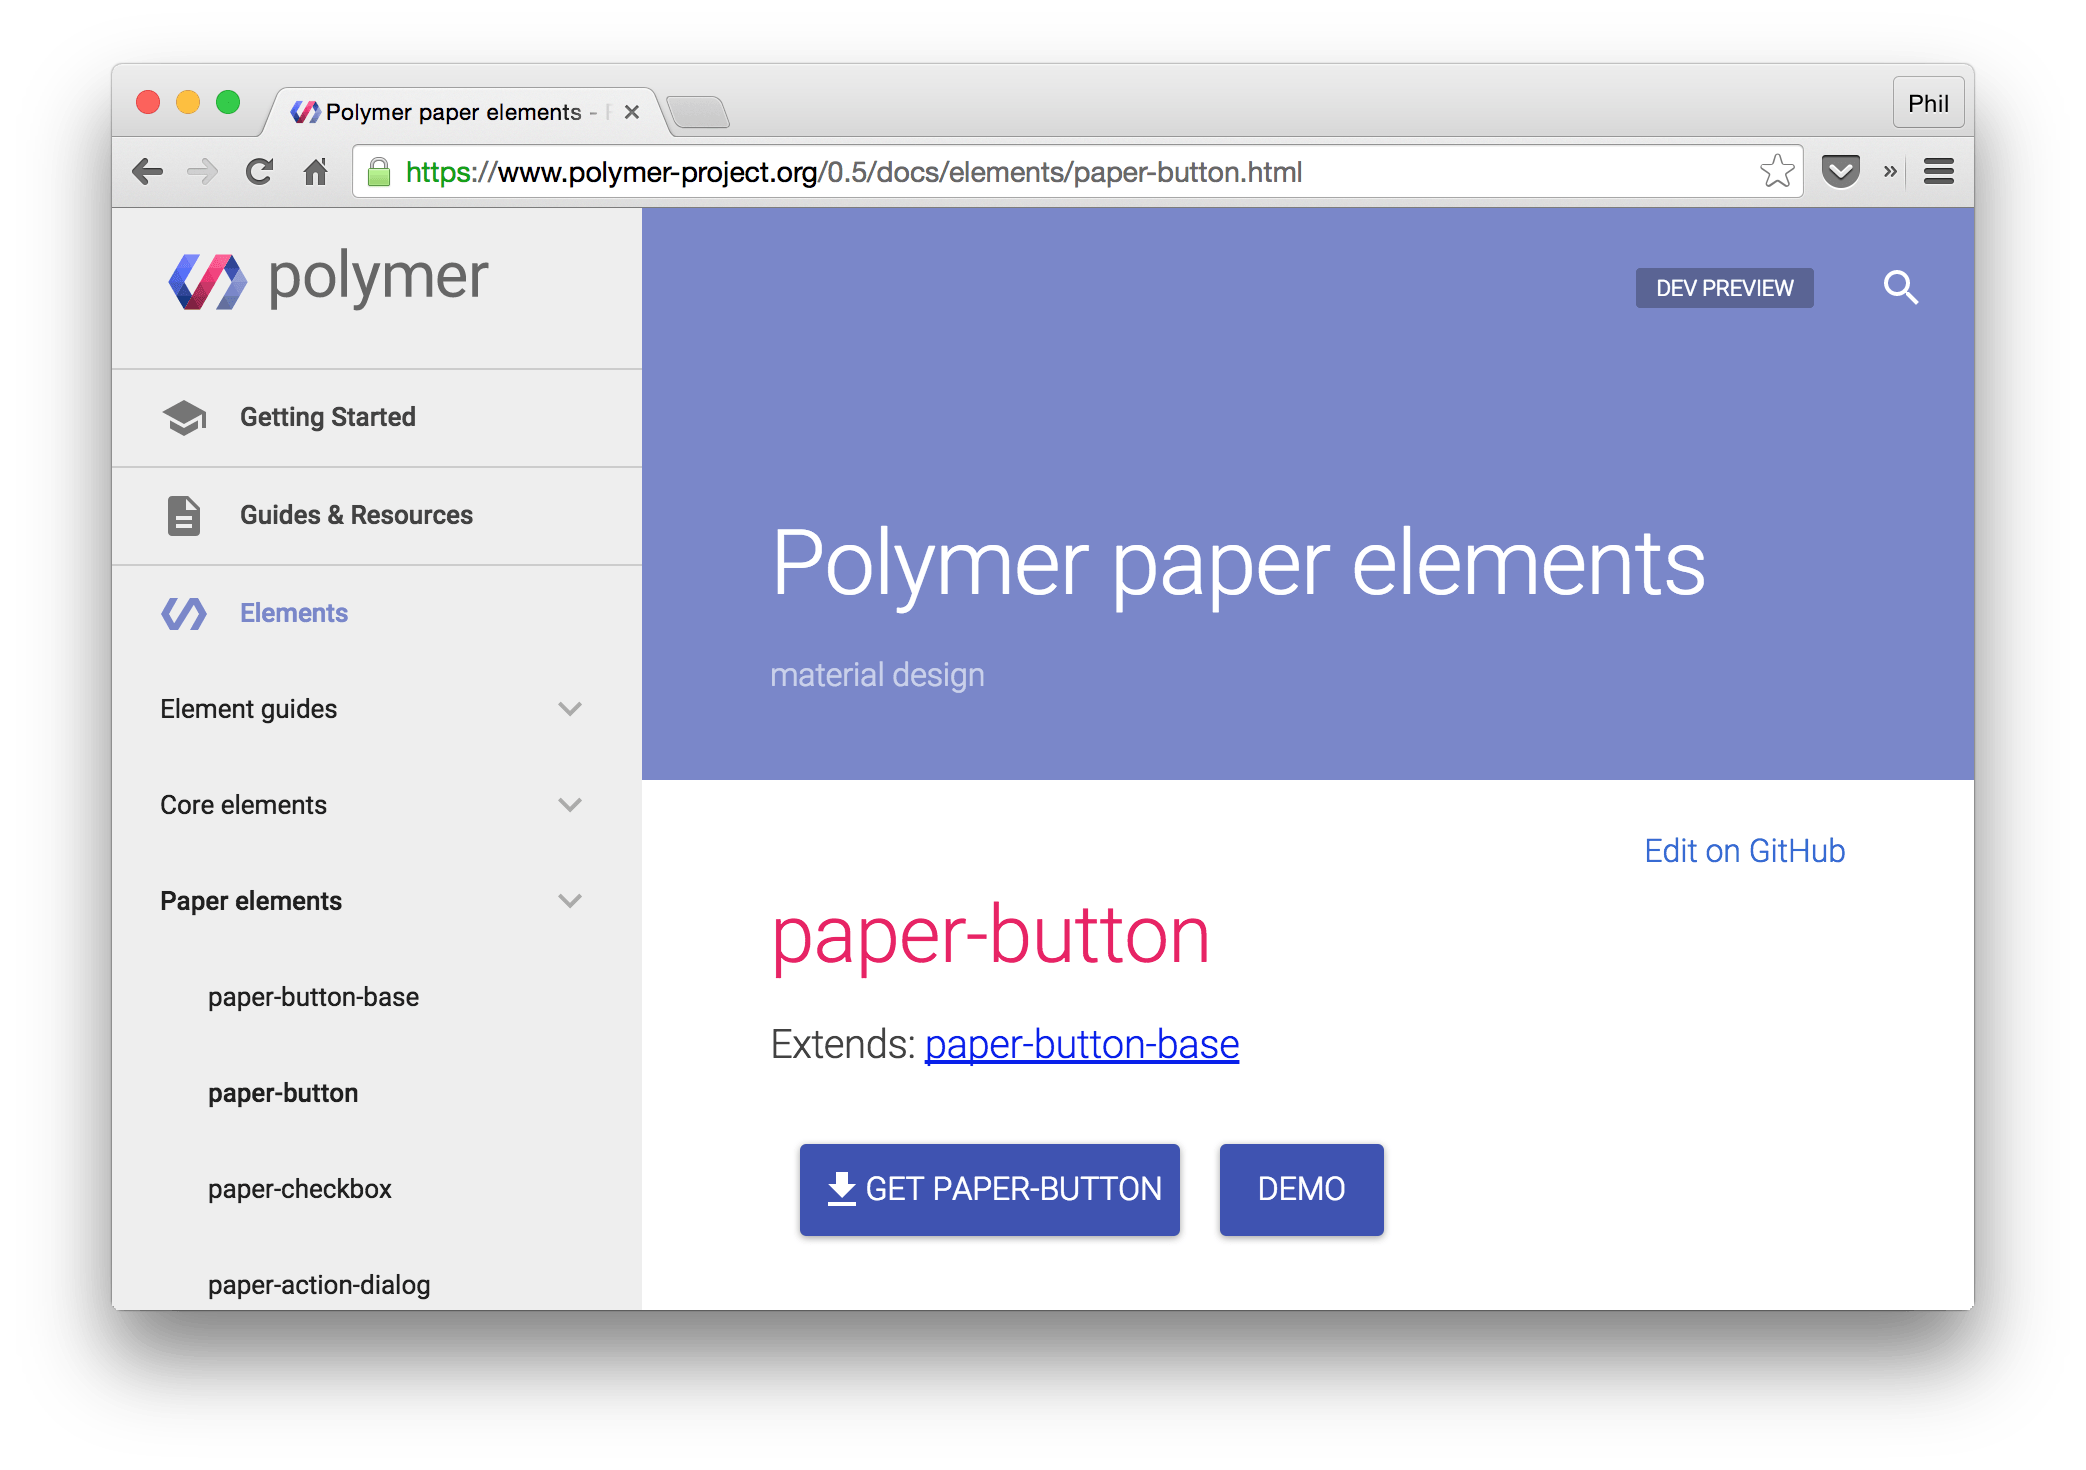 Polymer paper elements -
Phil
https://www.polymer-project.org/0.5/docs/elements/paper-button.html
polymer
Getting Started
Guides & Resources
Elements
Element guides
Core elements
Paper elements
paper-button-base
paper-button
paper-checkbox
paper-action-dialog
DEV PREVIEW
Polymer paper elements
material design
Edit on GitHub
paper-button
Extends: paper-button-base
GET PAPER-BUTTON
DEMO